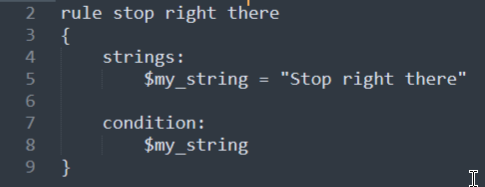 2 rule stop right there
3 {
4     strings:
5         $my_string = "Stop right there"
6
7     condition:
8         $my_string
9 }